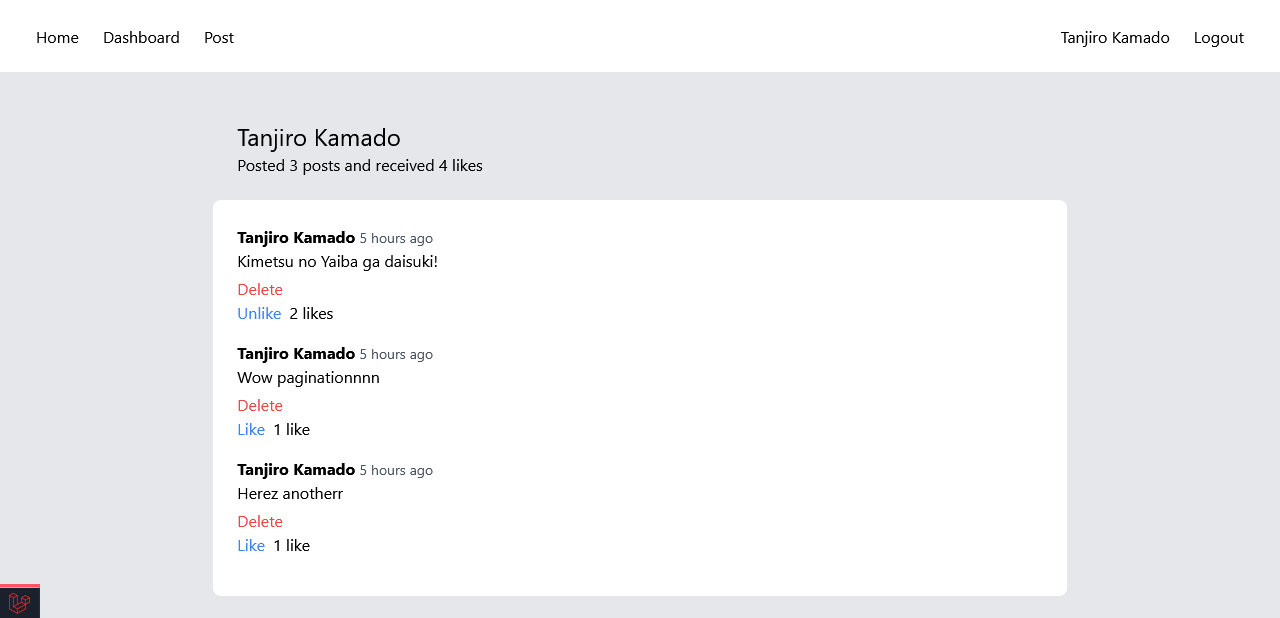 Home Dashboard Post Tanjiro Kamado Logout
Tanjiro Kamado
Posted 3 posts and received 4 likes
Tanjiro Kamado 5 hours ago
Kimetsu no Yaiba ga daisuki!
Delete
Unlike 2 likes
Tanjiro Kamado 5 hours ago
Wow paginationnnn
Delete
Like 1 like
Tanjiro Kamado 5 hours ago
Herez anotherr
Delete
Like 1 like